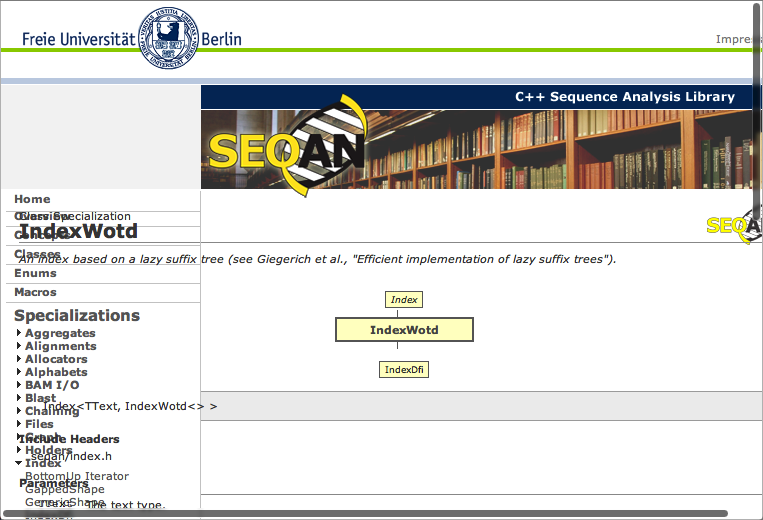 Freie Universität Berlin
Impres
C++ Sequence Analysis Library
SEQAN
Home
Overview
Class Specialization
IndexWotd
Concepts
SEQAN
Classes
An index based on a lazy suffix tree (see Giegerich et al., "Efficient implementation of lazy suffix trees").
Enums
Macros
Index
Specializations
IndexWotd
Aggregates
Alignments
Allocators
IndexDfi
Alphabets
BAM I/O
Blast
Index<TText, IndexWotd<> >
Chaining
Files
Graph
Include Headers
Holders
seqan/index.h
Index
BottomUp Iterator
Parameters
GappedShape
GenericShape
TText The text type.
IndexDfi